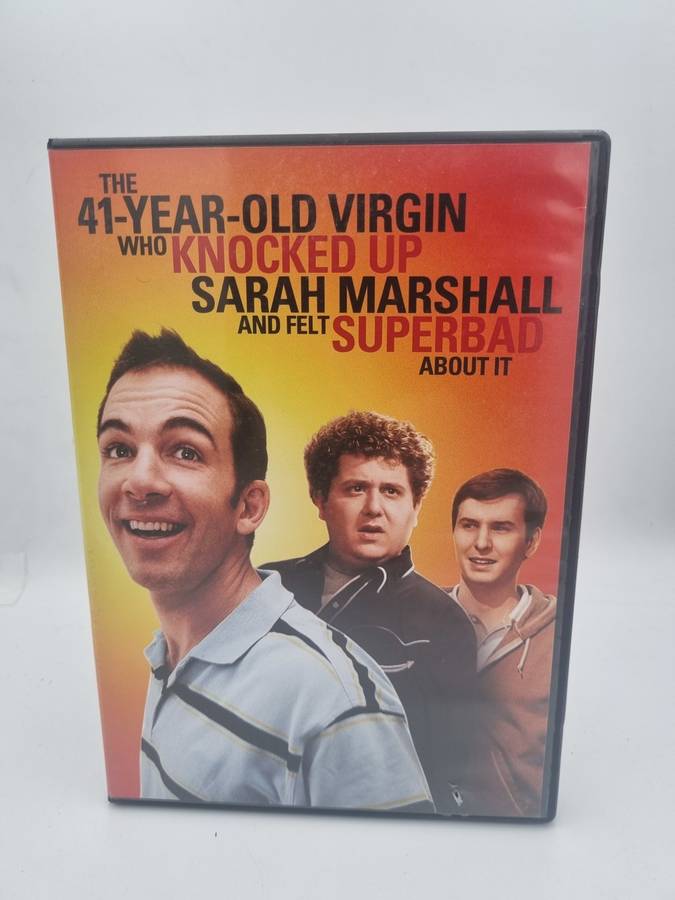 THE
41-YEAR-OLD VIRGIN
WHO KNOCKED UP
SARAH MARSHALL
AND FELT SUPERBAD
ABOUT IT